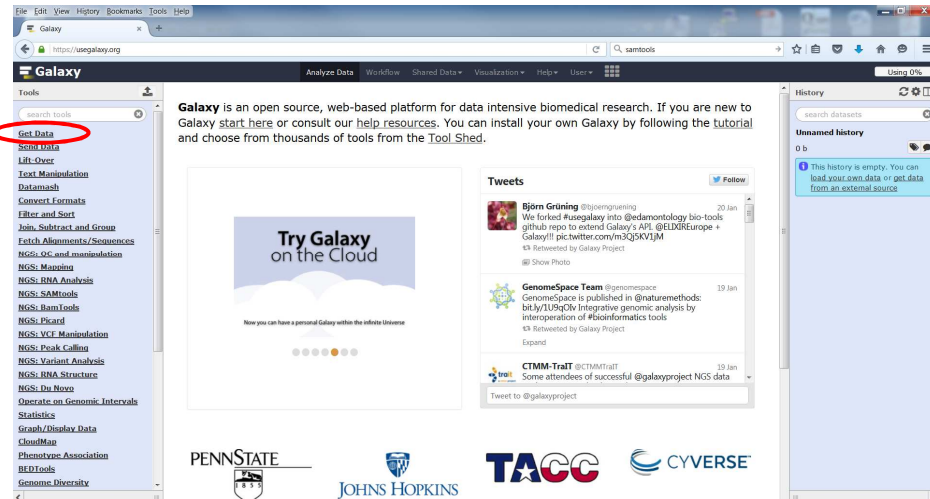 File Edit View History Bookmarks Tools Help
Galaxy × +
https://usegalaxy.org
samtools
Galaxy
Analyze Data Workflow Shared Data Visualization Help User
Using 0%
Tools
search tools
Get Data
Send Data
Lift-Over
Text Manipulation
Datamash
Convert Formats
Filter and Sort
Join, Subtract and Group
Fetch Alignments/Sequences
NGS: QC and manipulation
NGS: Mapping
NGS: RNA Analysis
NGS: SAMtools
NGS: BamTools
NGS: Picard
NGS: VCF Manipulation
NGS: Peak Calling
NGS: Variant Analysis
NGS: RNA Structure
NGS: Du Novo
Operate on Genomic Intervals
Statistics
Graph/Display Data
CloudMap
Phenotype Association
BEDTools
Genome Diversity
Galaxy is an open source, web-based platform for data intensive biomedical research. If you are new to
Galaxy start here or consult our help resources. You can install your own Galaxy by following the tutorial
and choose from thousands of tools from the Tool Shed.
Try Galaxy
on the Cloud
Now you can have a personal Galaxy within the infinite Universe
Tweets
Follow
Björn Grüning @bjoerngruening 20 Jan
We forked #usegalaxy into @edamontology bio-tools
github repo to extend Galaxy's API. @ELIXIREurope +
Galaxy!!! pic.twitter.com/m3Qj5KV1jM
Retweeted by Galaxy Project
Show Photo
GenomeSpace Team @genomespace 19 Jan
GenomeSpace is published in @naturemethods:
bit.ly/1U9qOIv Integrative genomic analysis by
interoperation of #bioinformatics tools
Retweeted by Galaxy Project
Expand
CTMM-TraIT @CTMMTraIT 19 Jan
trait
Some attendees of successful @galaxyproject NGS data
Tweet to @galaxyproject
PENNSTATE
1855
JOHNS HOPKINS
TACC
CYVERSE
History
search datasets
Unnamed history
0 b
This history is empty. You can
load your own data or get data
from an external source